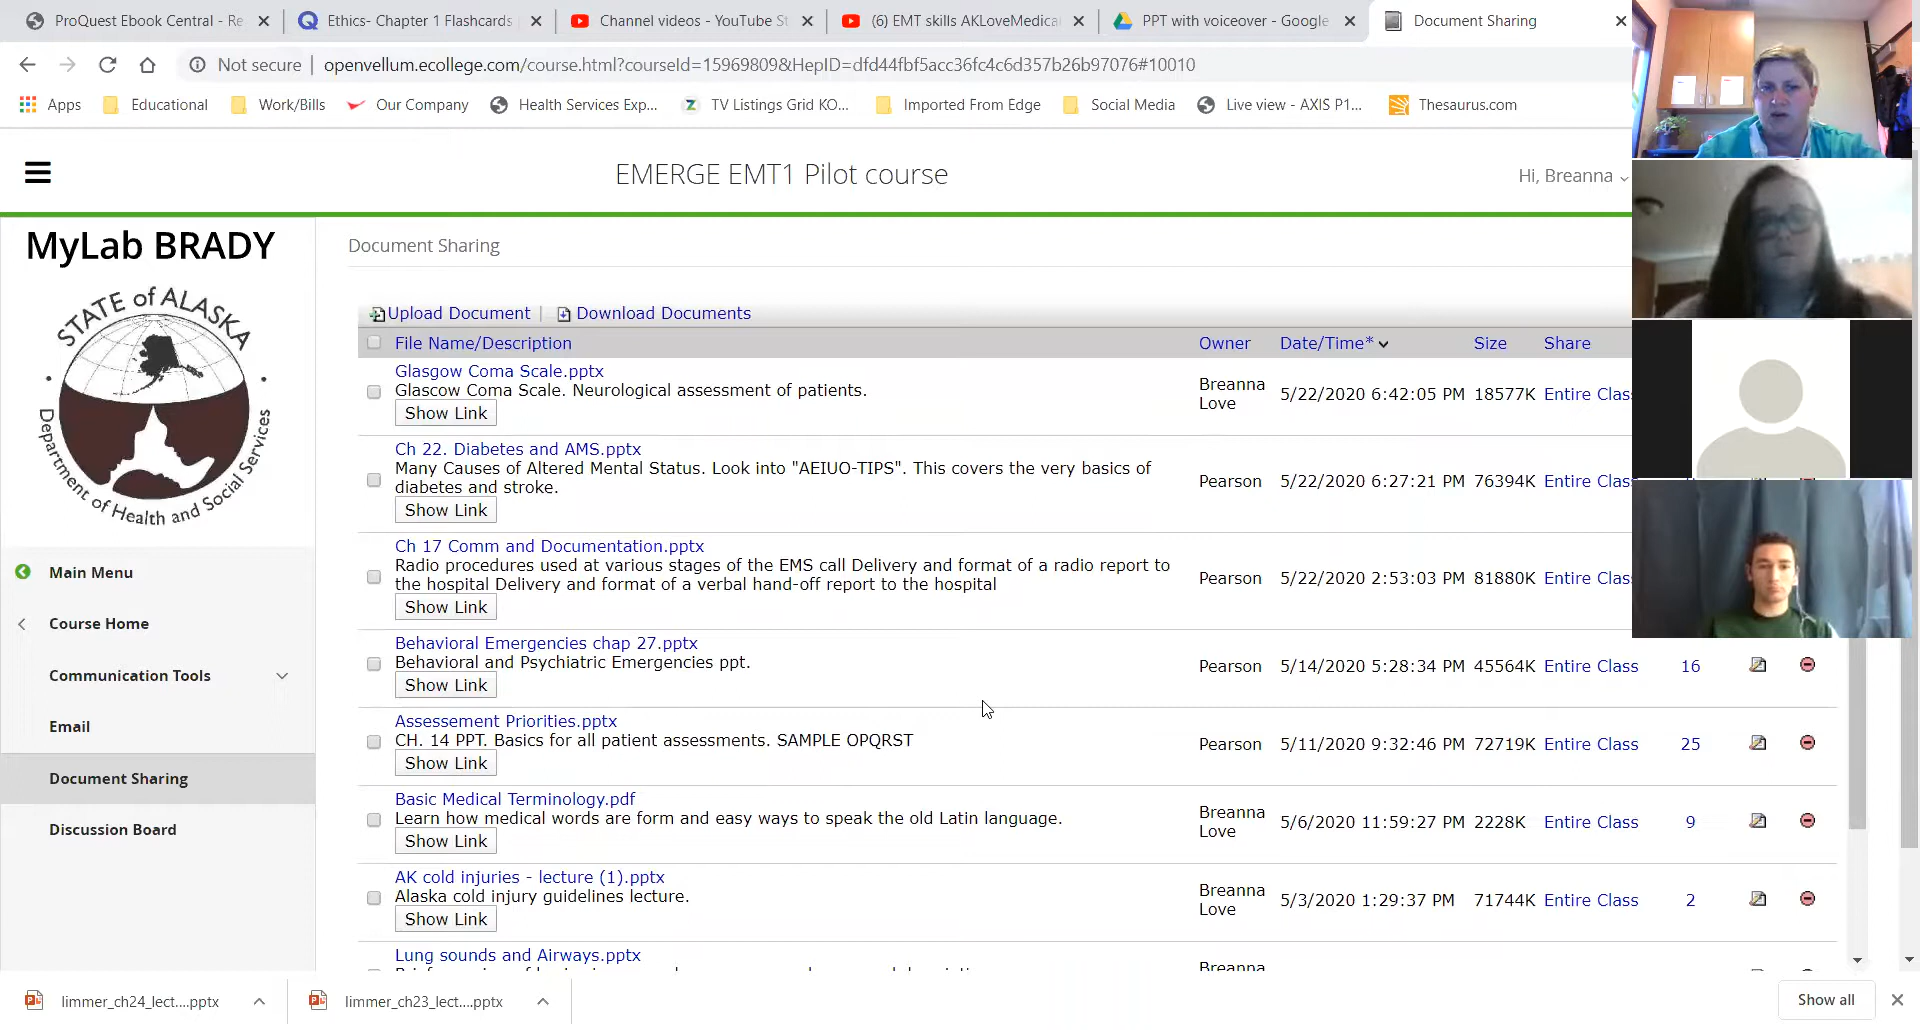 ProQuest Ebook Central - Re
Ethics- Chapter 1 Flashcards
Channel videos - YouTube St
(6) EMT skills AKLoveMedica
PPT with voiceover - Google
Document Sharing
Not secure | openvellum.ecollege.com/course.html?courseId=15969809&HepID=dfd44fbf5acc36fc4c6d357b26b97076#10010
Apps Educational Work/Bills Our Company Health Services Exp... TV Listings Grid KO... Imported From Edge Social Media Live view - AXIS P1... Thesaurus.com
EMERGE EMT1 Pilot course
Hi, Breanna
MyLab BRADY
STATE of ALASKA
Department of Health and Social Services
Main Menu
Course Home
Communication Tools
Email
Document Sharing
Discussion Board
Document Sharing
Upload Document | Download Documents
File Name/Description Owner Date/Time* Size Share
Glasgow Coma Scale.pptx
Glascow Coma Scale. Neurological assessment of patients.
Show Link
Breanna
Love
5/22/2020 6:42:05 PM 18577K Entire Clas
Ch 22. Diabetes and AMS.pptx
Many Causes of Altered Mental Status. Look into "AEIUO-TIPS". This covers the very basics of
diabetes and stroke.
Show Link
Pearson 5/22/2020 6:27:21 PM 76394K Entire Clas
Ch 17 Comm and Documentation.pptx
Radio procedures used at various stages of the EMS call Delivery and format of a radio report to
the hospital Delivery and format of a verbal hand-off report to the hospital
Show Link
Pearson 5/22/2020 2:53:03 PM 81880K Entire Clas
Behavioral Emergencies chap 27.pptx
Behavioral and Psychiatric Emergencies ppt.
Show Link
Pearson 5/14/2020 5:28:34 PM 45564K Entire Class 16
Assessement Priorities.pptx
CH. 14 PPT. Basics for all patient assessments. SAMPLE OPQRST
Show Link
Pearson 5/11/2020 9:32:46 PM 72719K Entire Class 25
Basic Medical Terminology.pdf
Learn how medical words are form and easy ways to speak the old Latin language.
Show Link
Breanna
Love
5/6/2020 11:59:27 PM 2228K Entire Class 9
AK cold injuries - lecture (1).pptx
Alaska cold injury guidelines lecture.
Show Link
Breanna
Love
5/3/2020 1:29:37 PM 71744K Entire Class 2
Lung sounds and Airways.pptx
Breanna
limmer_ch24_lect....pptx
limmer_ch23_lect....pptx
Show all